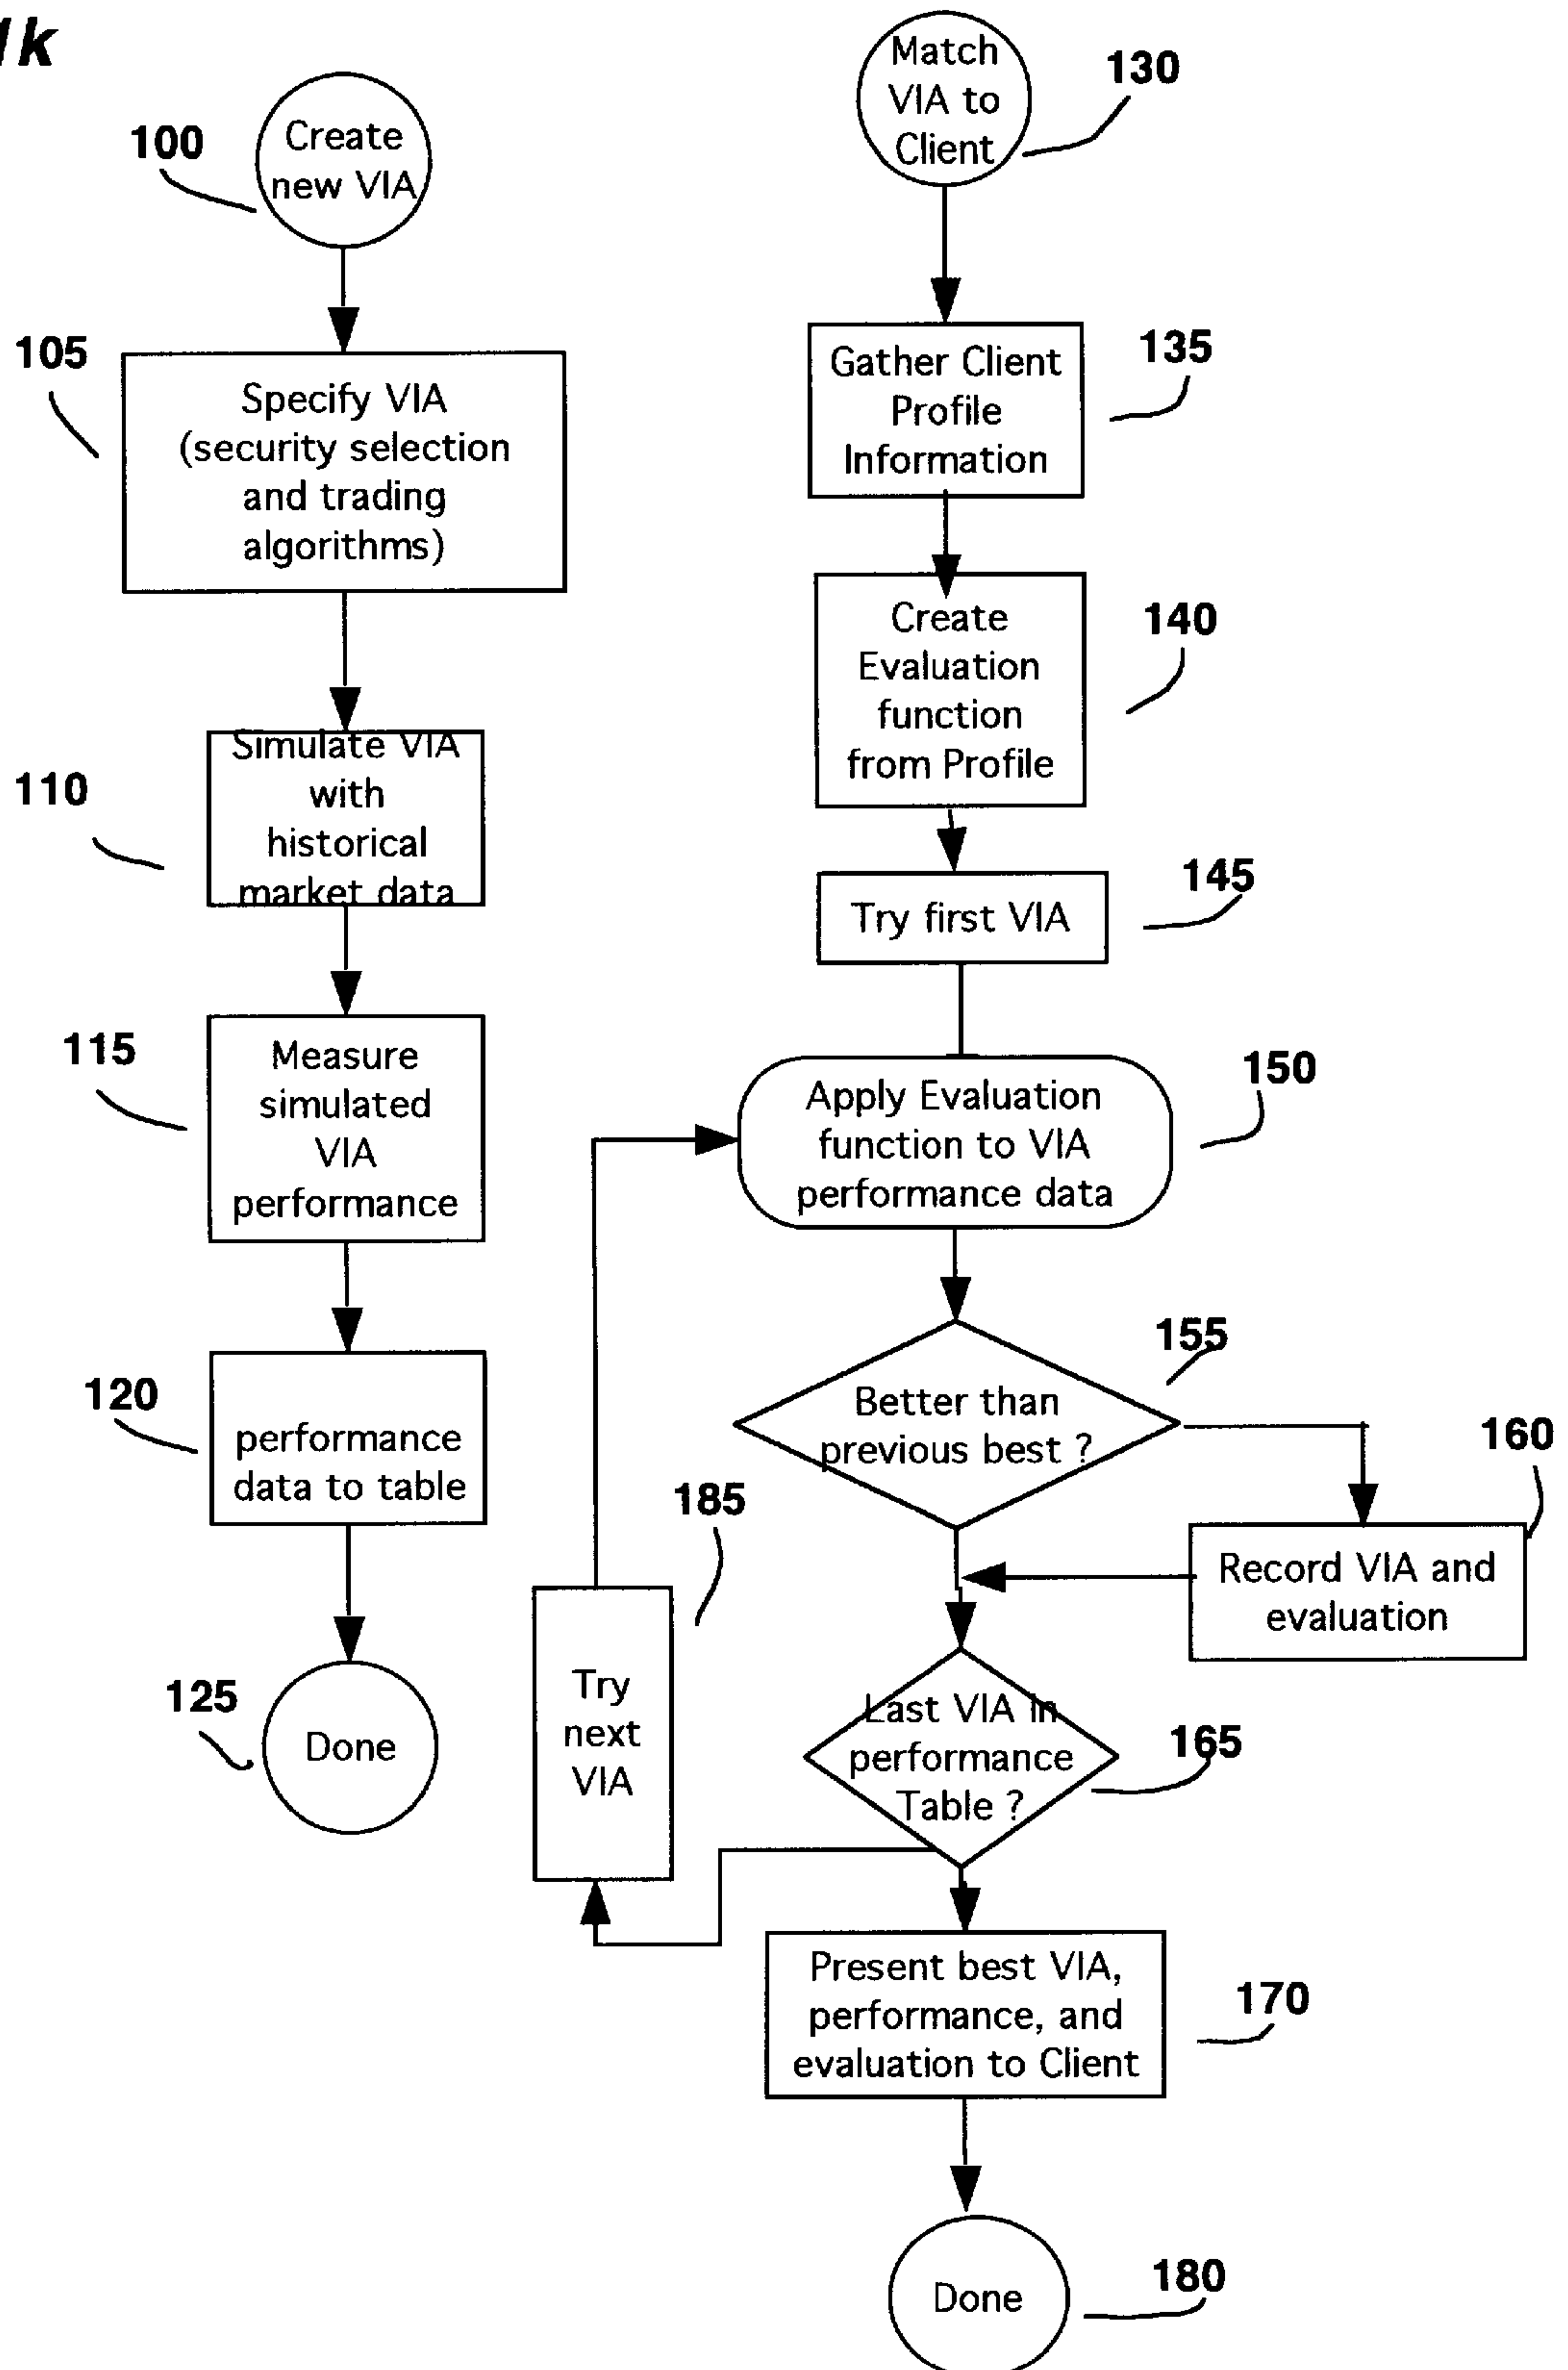 1k
100
Create
new VIA
105
Specify VIA
(security selection
and trading
algorithms)
110
Simulate VIA
with
historical
market data
115
Measure
simulated
VIA
performance
120
performance
data to table
125
Done
130
Match
VIA to
Client
135
Gather Client
Profile
Information
140
Create
Evaluation
function
from Profile
145
Try first VIA
150
Apply Evaluation
function to VIA
performance data
155
Better than
previous best ?
160
Record VIA and
evaluation
185
Try
next
VIA
165
Last VIA in
performance
Table ?
170
Present best VIA,
performance, and
evaluation to Client
180
Done